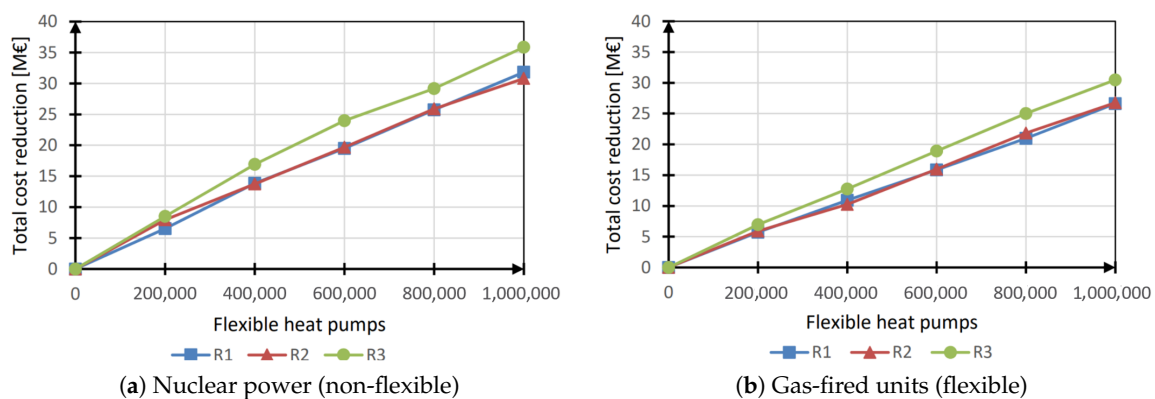 Total cost reduction [M€]
40
35
30
25
20
15
10
5
0
0 200,000 400,000 600,000 800,000 1,000,000
Flexible heat pumps
R1 R2 R3
(a) Nuclear power (non-flexible)
Total cost reduction [M€]
40
35
30
25
20
15
10
5
0
0 200,000 400,000 600,000 800,000 1,000,000
Flexible heat pumps
R1 R2 R3
(b) Gas-fired units (flexible)